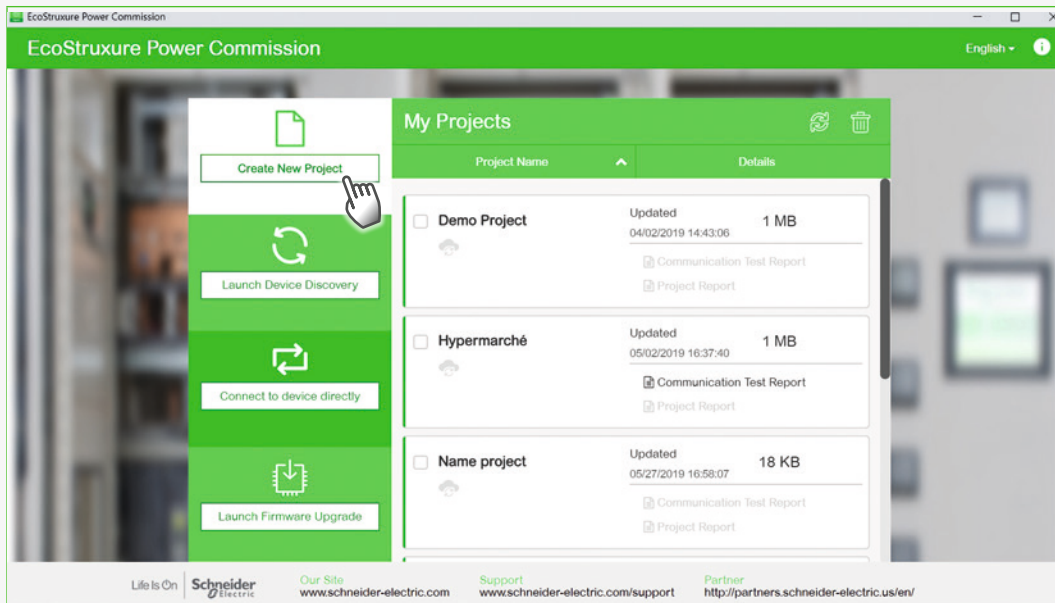 EcoStruxure Power Commission
EcoStruxure Power Commission
English
Create New Project
Launch Device Discovery
Connect to device directly
Launch Firmware Upgrade
My Projects
Project Name
Details
Demo Project
Updated
04/02/2019 14:43:06
1 MB
Communication Test Report
Project Report
Hypermarché
Updated
05/02/2019 16:37:40
1 MB
Communication Test Report
Project Report
Name project
Updated
05/27/2019 16:58:07
18 KB
Communication Test Report
Project Report
Life Is On
Schneider
Electric
Our Site
www.schneider-electric.com
Support
www.schneider-electric.com/support
Partner
http://partners.schneider-electric.us/en/